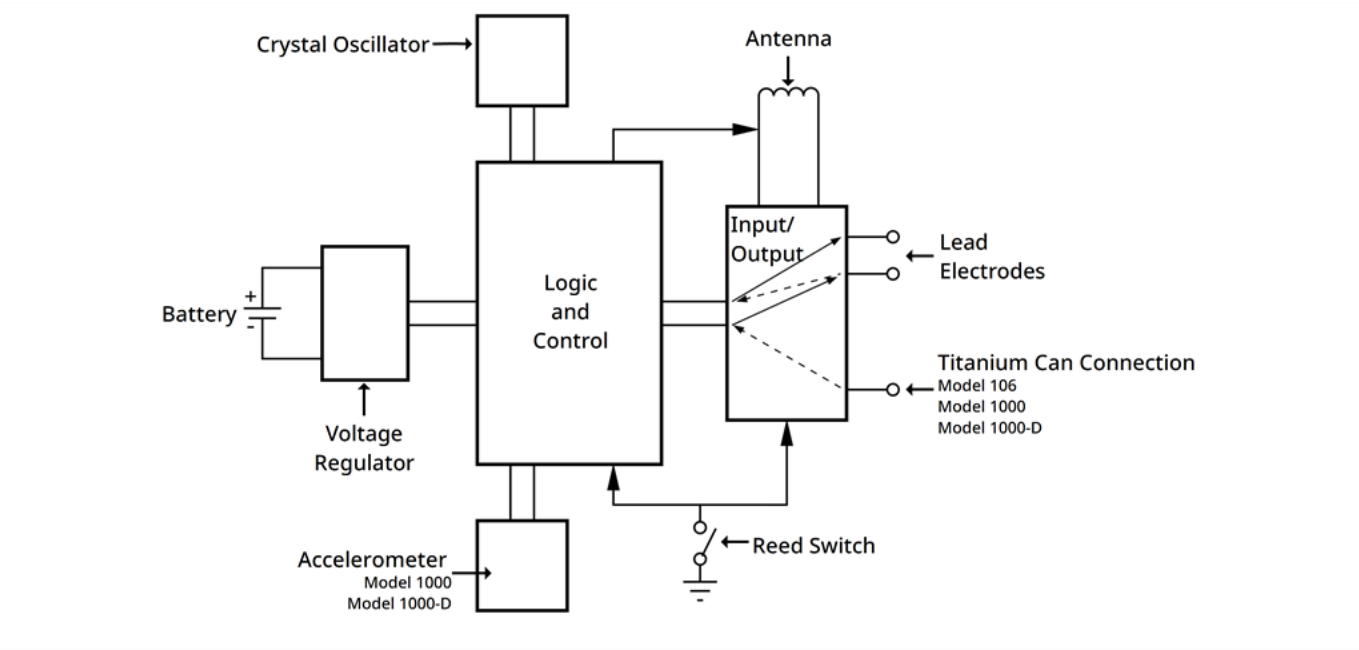 Crystal Oscillator
Antenna
Input/
Output
Lead
Electrodes
Logic
and
Control
+
Battery
-
Titanium Can Connection
Model 106
Model 1000
Model 1000-D
Voltage
Regulator
Reed Switch
Accelerometer
Model 1000
Model 1000-D